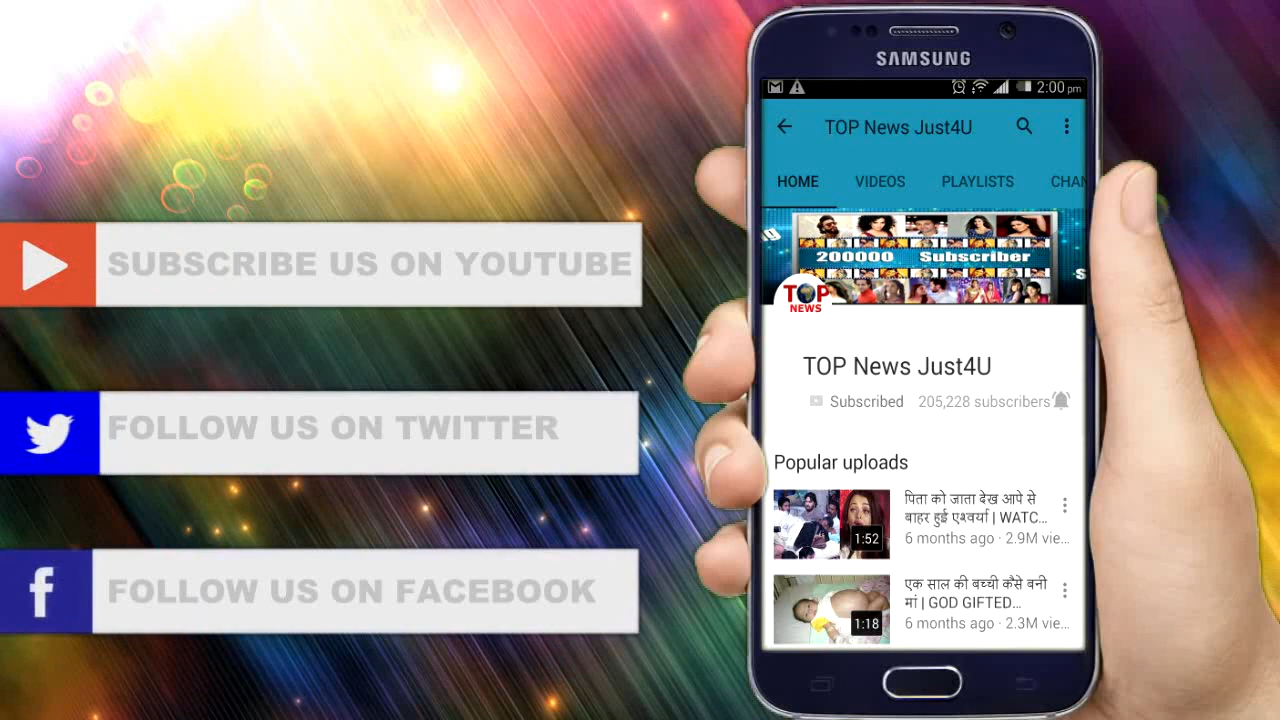 SUBSCRIBE US ON YOUTUBE
FOLLOW US ON TWITTER
f
FOLLOW US ON FACEBOOK
SAMSUNG
2:00 pm
TOP News Just4U
HOME VIDEOS PLAYLISTS CHAN
200000 Subscriber
TOP
NEWS
TOP News Just4U
Subscribed 205,228 subscribers
Popular uploads
पिता को जाता देख आपे से
बाहर हुई एश्वर्या | WATC...
6 months ago · 2.9M vie...
1:52
एक साल की बच्ची कैसे बनी
मां | GOD GIFTED...
6 months ago · 2.3M vie...
1:18